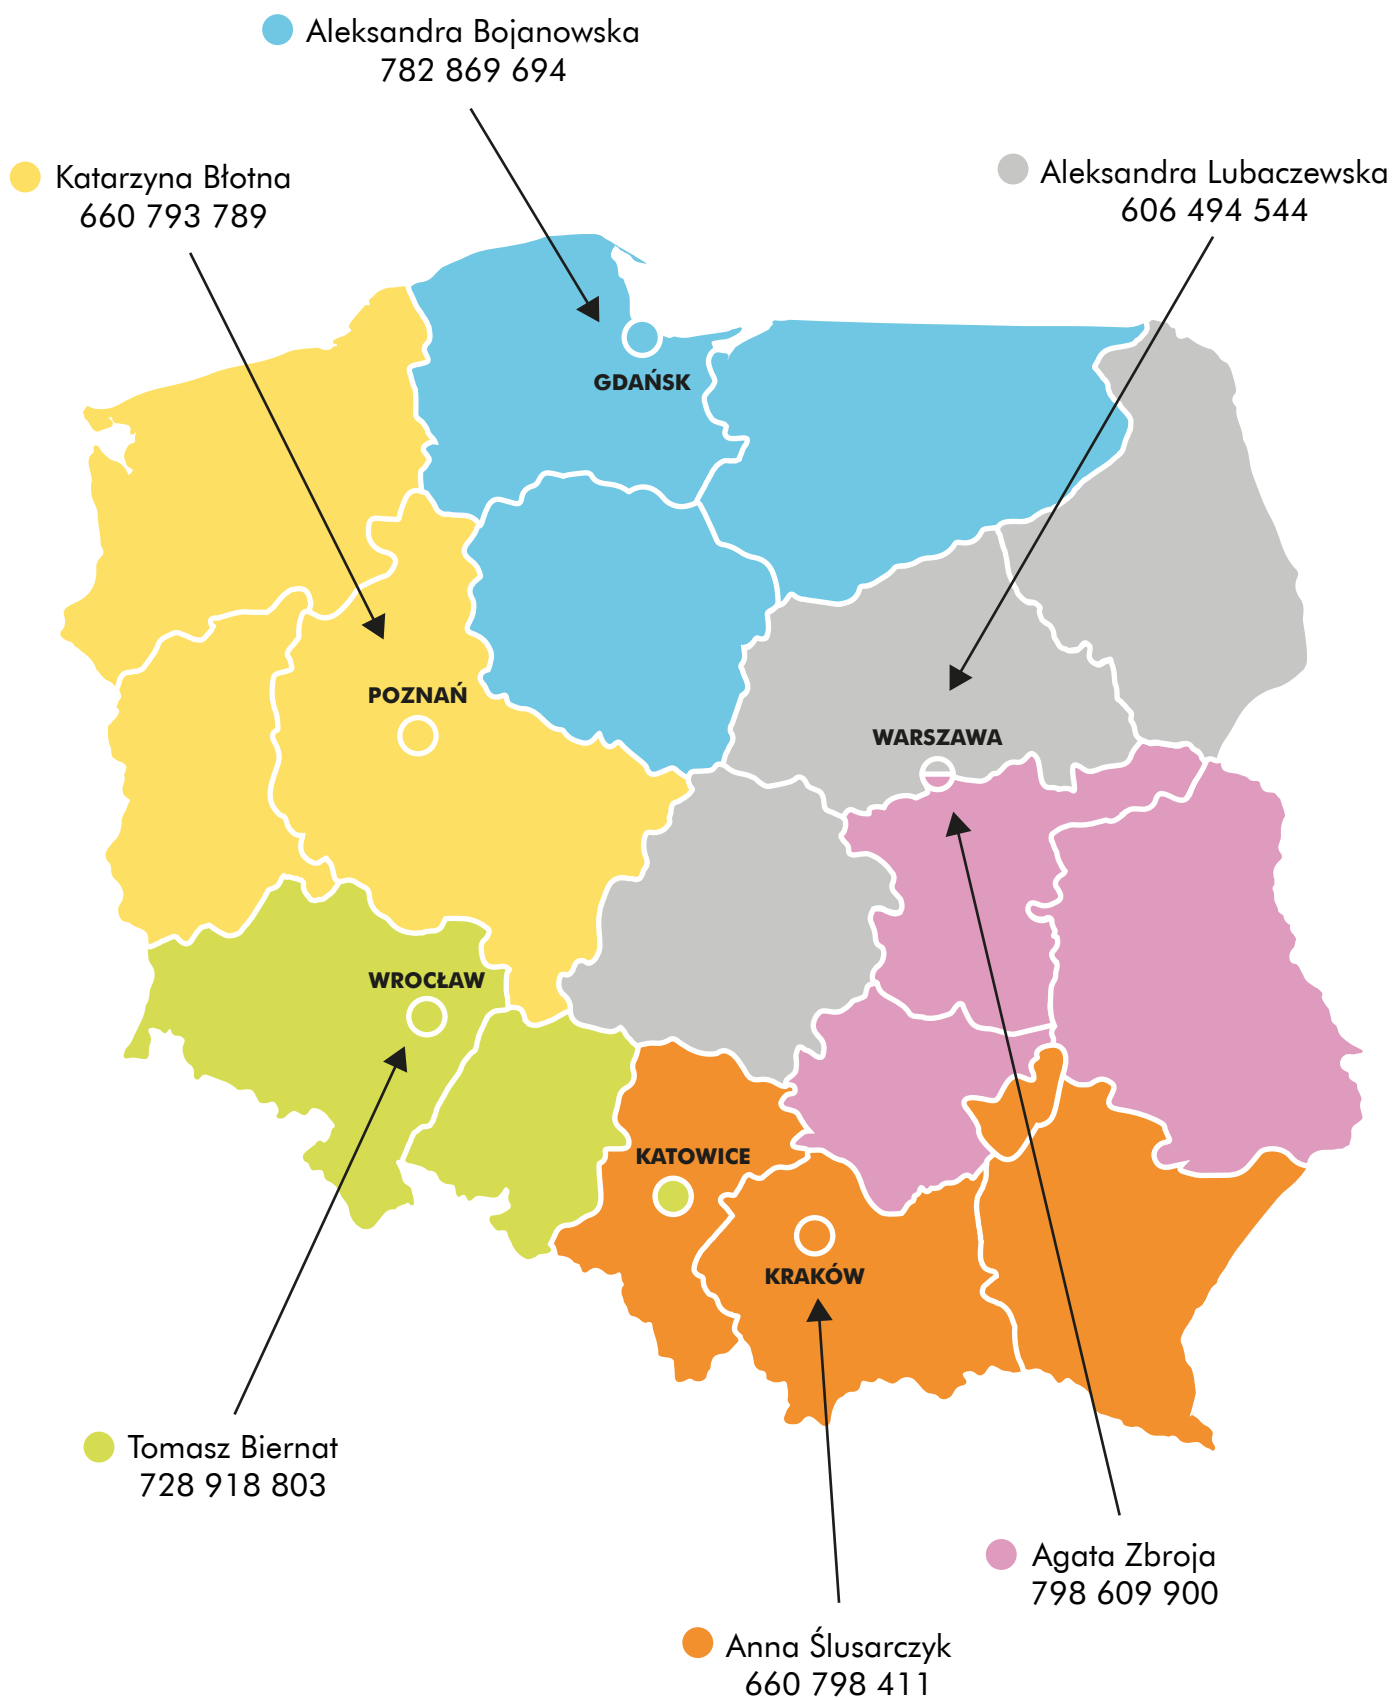 Aleksandra Bojanowska
782 869 694
Katarzyna Błotna
660 793 789
Aleksandra Lubaczewska
606 494 544
GDAŃSK
POZNAŃ
WARSZAWA
WROCŁAW
KATOWICE
KRAKÓW
Tomasz Biernat
728 918 803
Agata Zbroja
798 609 900
Anna Ślusarczyk
660 798 411